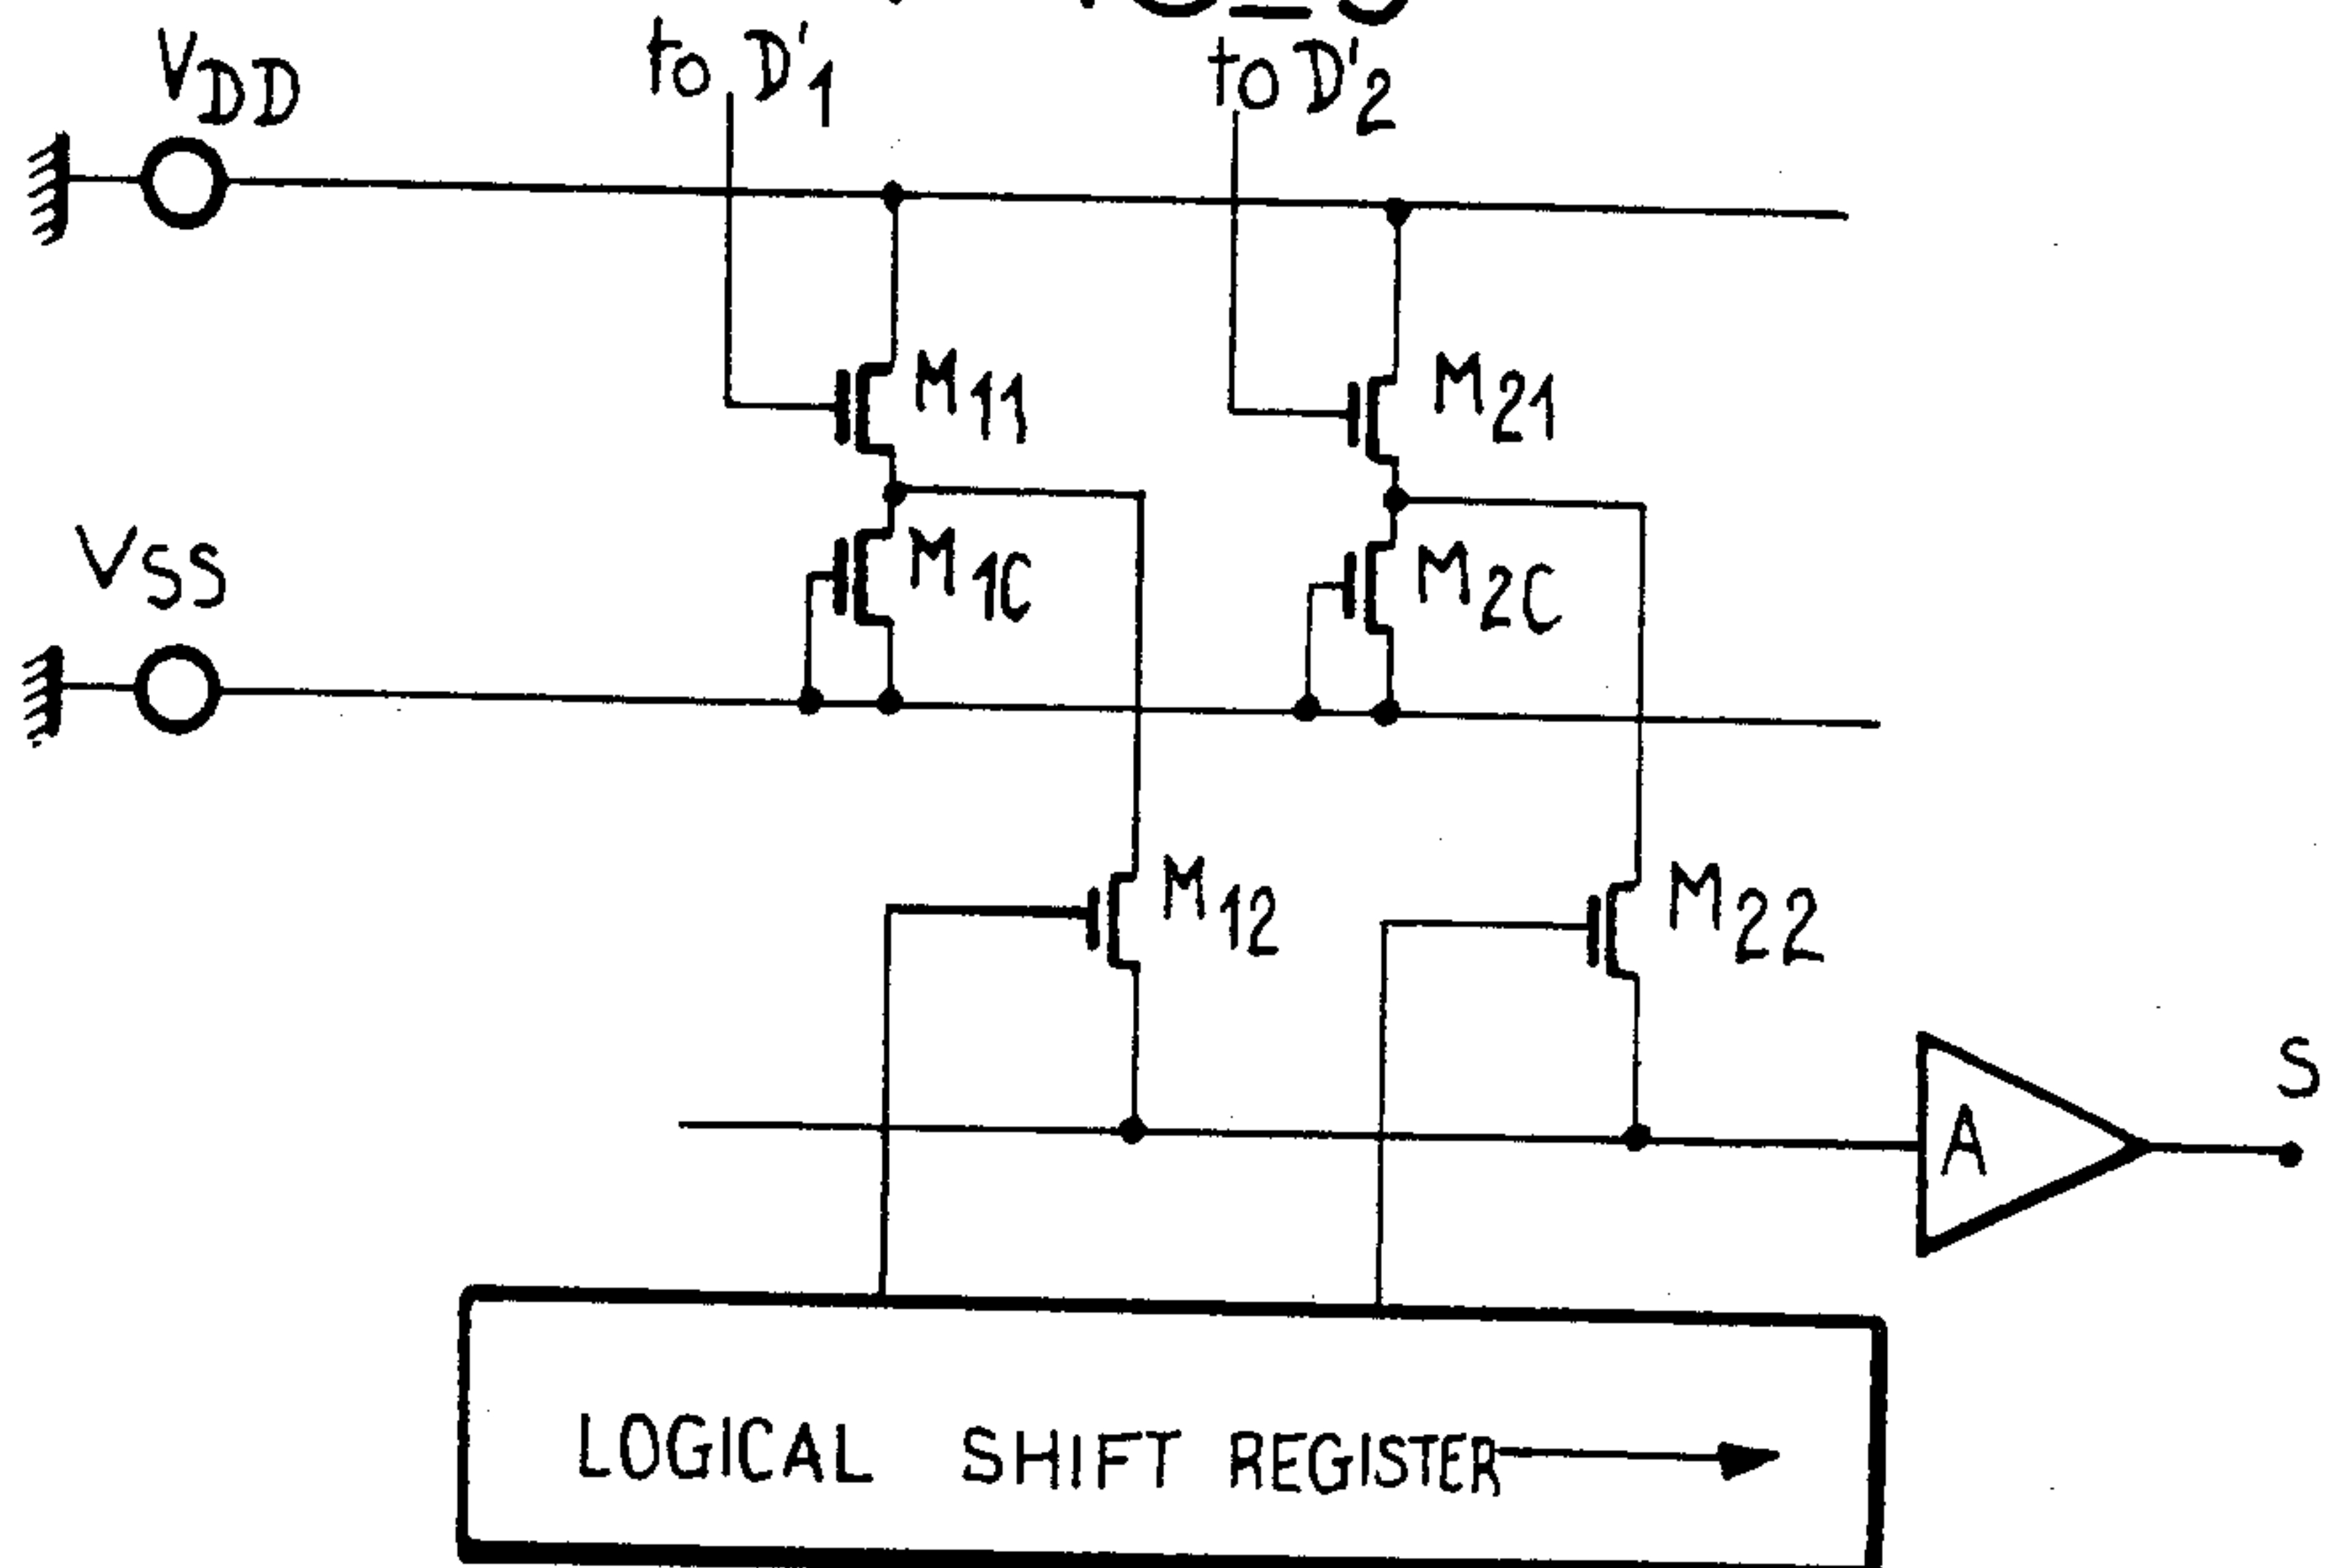 VDD
to D'1
to D'2
M11
M21
VSS
M1C
M2C
M12
M22
S
A
LOGICAL SHIFT REGISTER